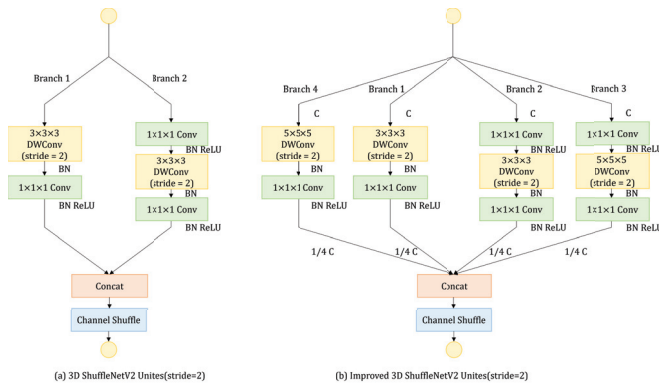 Branch 1
Branch 2
3×3×3
DWConv
(stride = 2)
BN
1×1×1 Conv
BN ReLU
1×1×1 Conv
BN ReLU
3×3×3
DWConv
(stride = 2)
BN
1×1×1 Conv
BN ReLU
Concat
Channel Shuffle
(a) 3D ShuffleNetV2 Unites(stride=2)
Branch 4
Branch 1
Branch 2
Branch 3
C
C
C
C
5×5×5
DWConv
(stride = 2)
BN
1×1×1 Conv
BN ReLU
3×3×3
DWConv
(stride = 2)
BN
1×1×1 Conv
BN ReLU
1×1×1 Conv
BN ReLU
3×3×3
DWConv
(stride = 2)
BN
1×1×1 Conv
BN ReLU
1×1×1 Conv
BN ReLU
5×5×5
DWConv
(stride = 2)
BN
1×1×1 Conv
BN ReLU
1/4 C
1/4 C
1/4 C
1/4 C
Concat
Channel Shuffle
(b) Improved 3D ShuffleNetV2 Unites(stride=2)